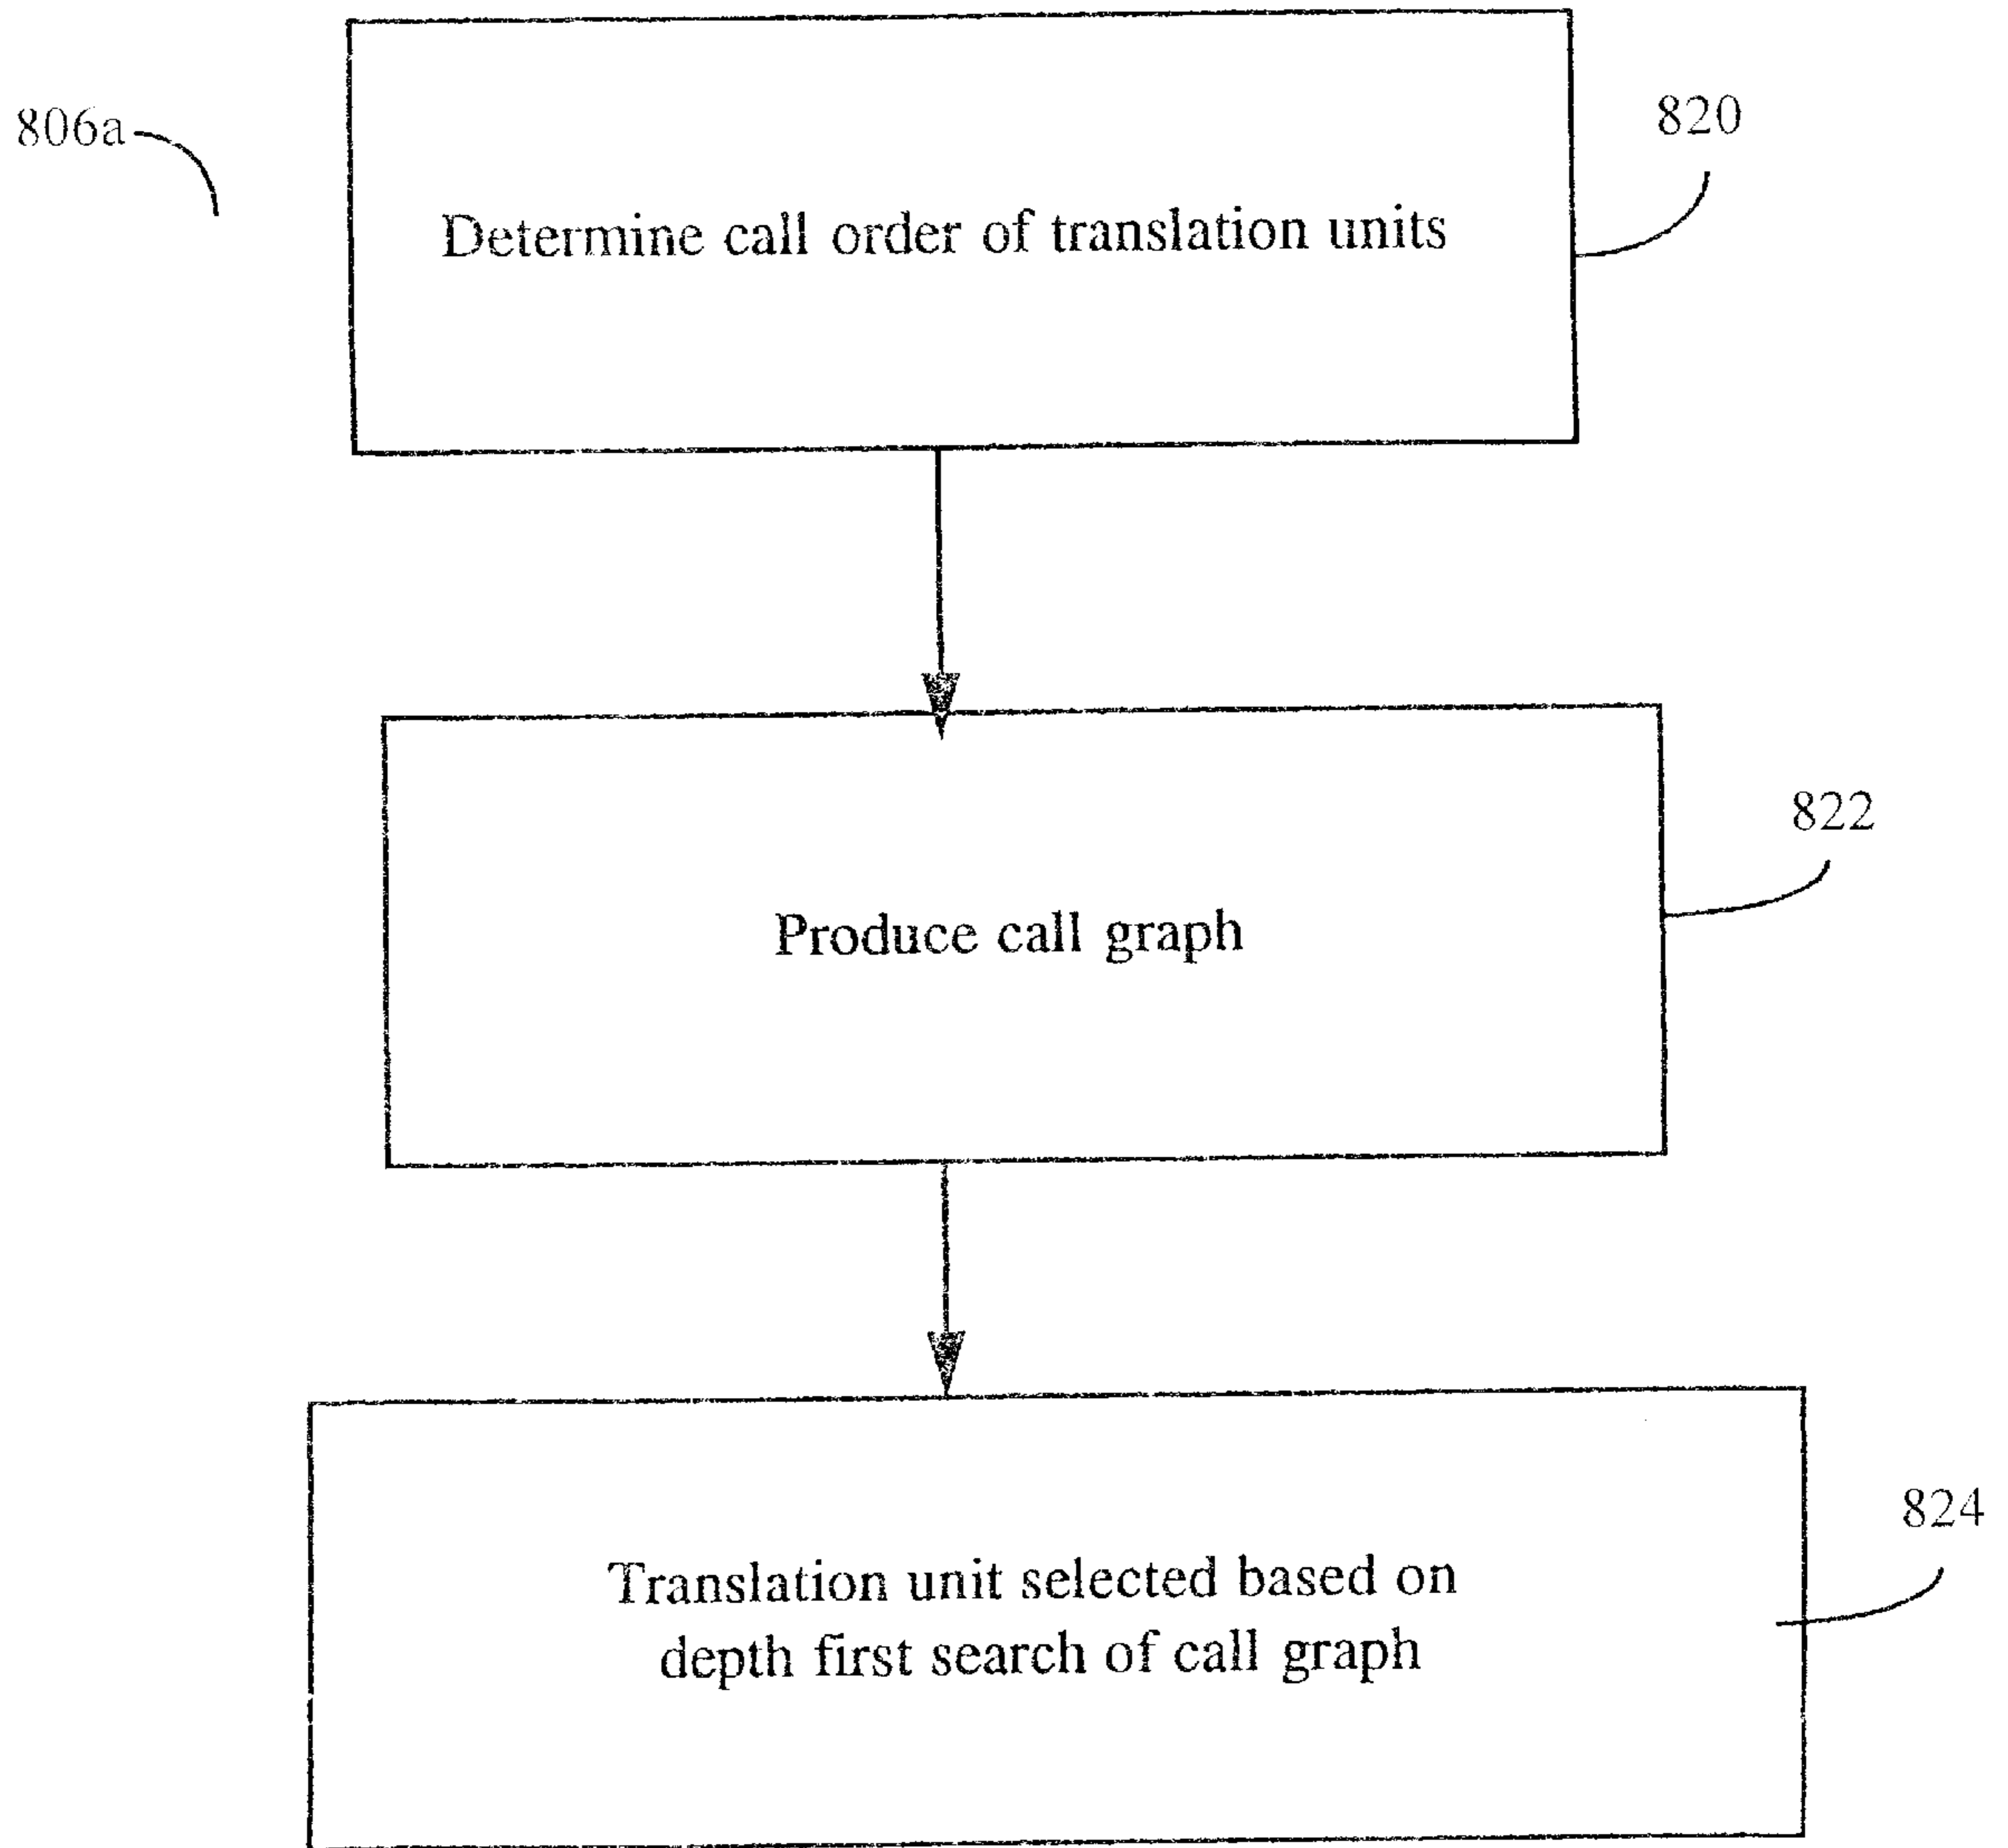 806a
820
Determine call order of translation units
822
Produce call graph
824
Translation unit selected based on
depth first search of call graph